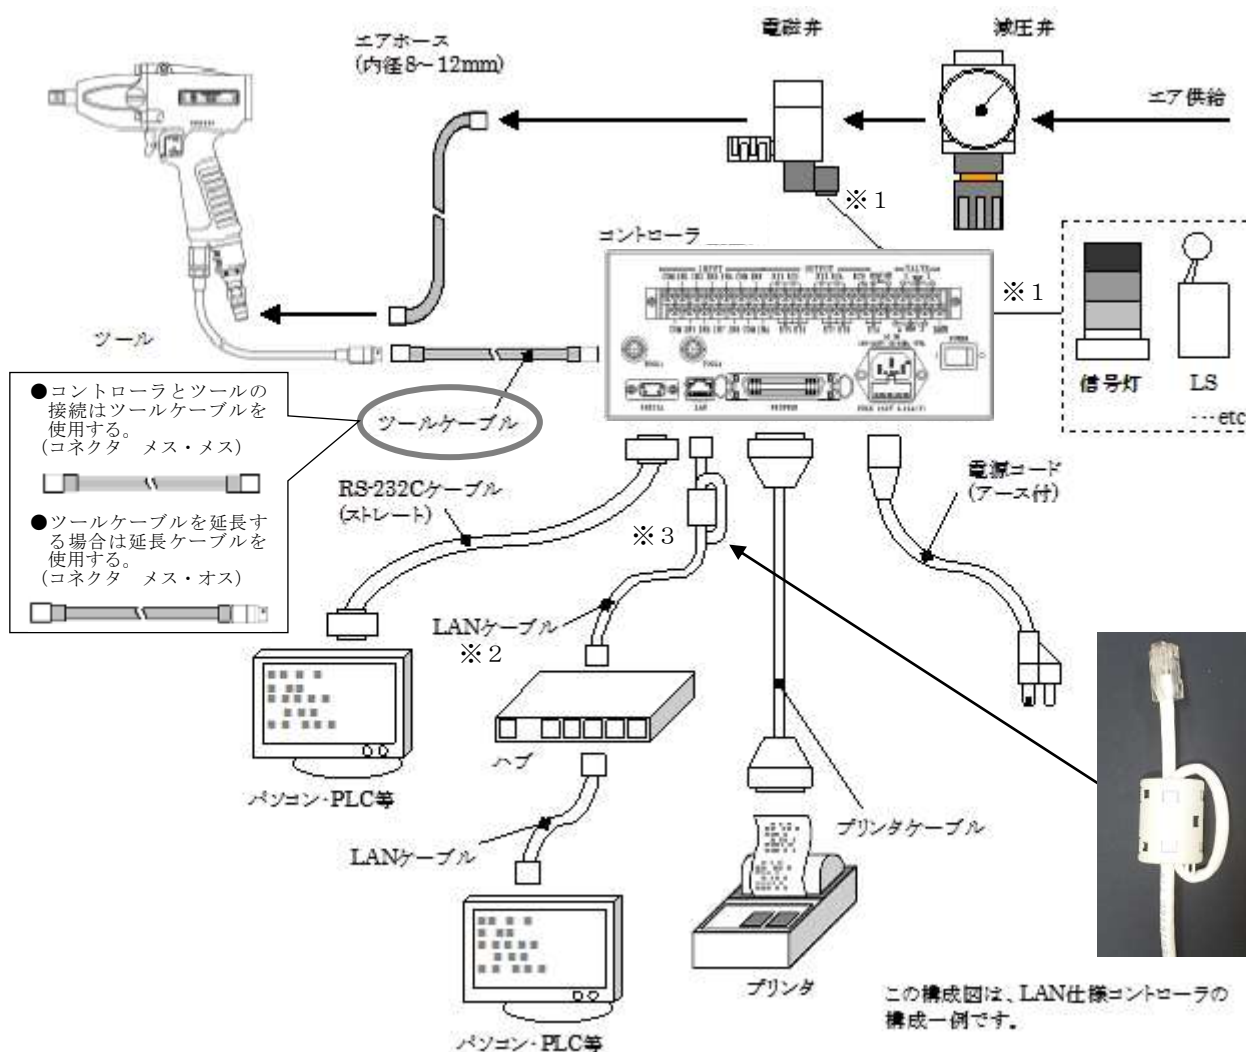 電磁弁
減圧弁
エアホース
(内径8～12mm)
エア供給
※1
コントローラ
※1
ツール
信号灯
LS
…etc
●コントローラとツールの
接続はツールケーブルを
使用する。
(コネクタ　メス・メス)
●ツールケーブルを延長す
る場合は延長ケーブルを
使用する。
(コネクタ　メス・オス)
ツールケーブル
INPUT
OUTPUT
VALVE
POWER
SERIAL
LAN
RS-232Cケーブル
(ストレート)
電源コード
(アース付)
※3
LANケーブル
※2
ハブ
パソコン・PLC等
プリンタケーブル
LANケーブル
プリンタ
パソコン・PLC等
この構成図は、LAN仕様コントローラの
構成一例です。